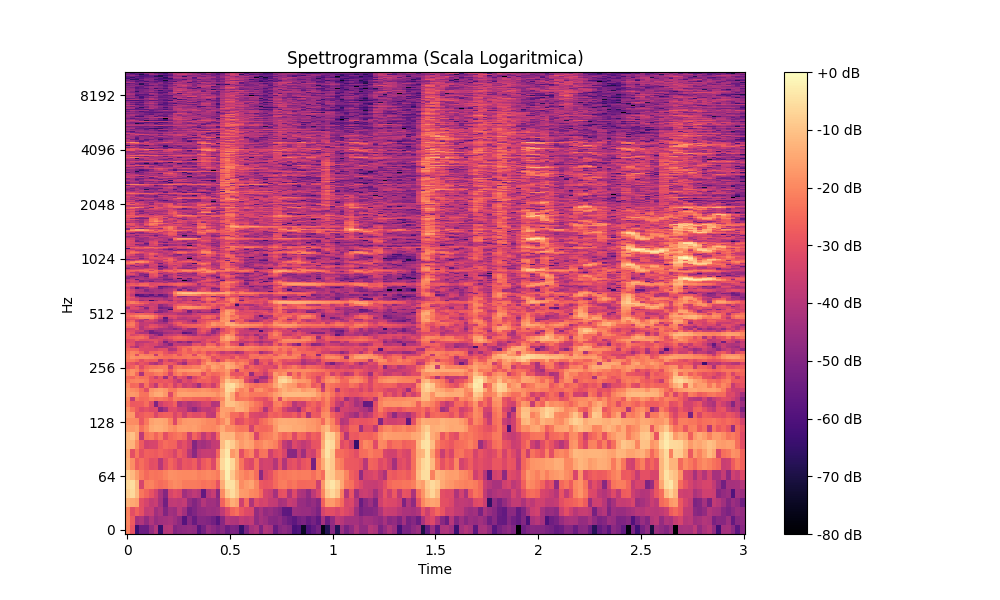 Spettrogramma (Scala Logaritmica)
Hz
8192
4096
2048
1024
512
256
128
64
0
0
0.5
1
1.5
2
2.5
3
Time
+0 dB
-10 dB
-20 dB
-30 dB
-40 dB
-50 dB
-60 dB
-70 dB
-80 dB